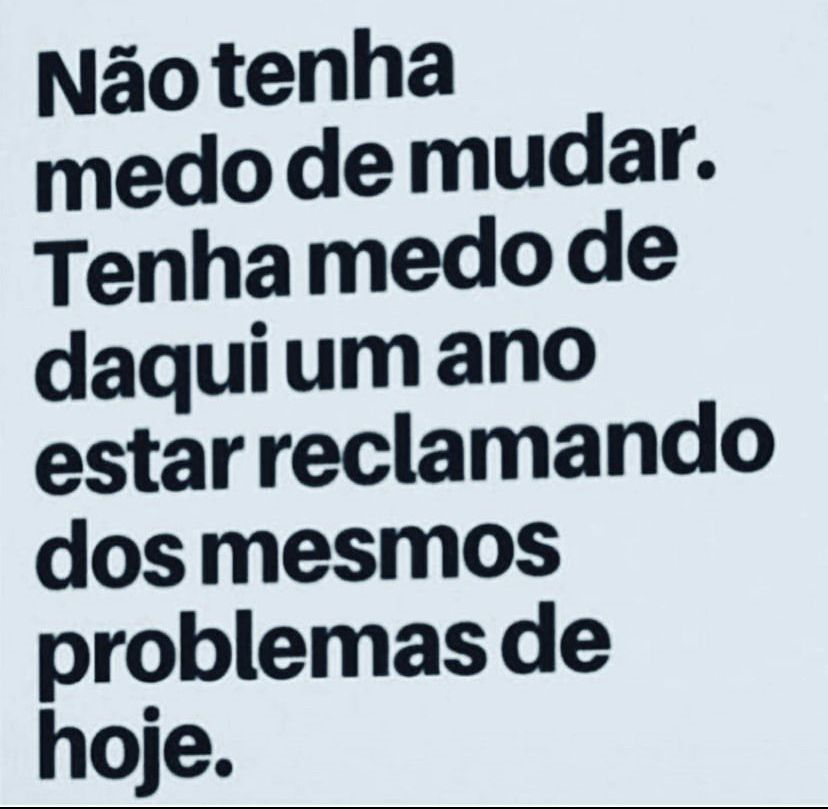 Não tenha
medo de mudar.
Tenha medo de
daqui um ano
estar reclamando
dos mesmos
problemas de
hoje.